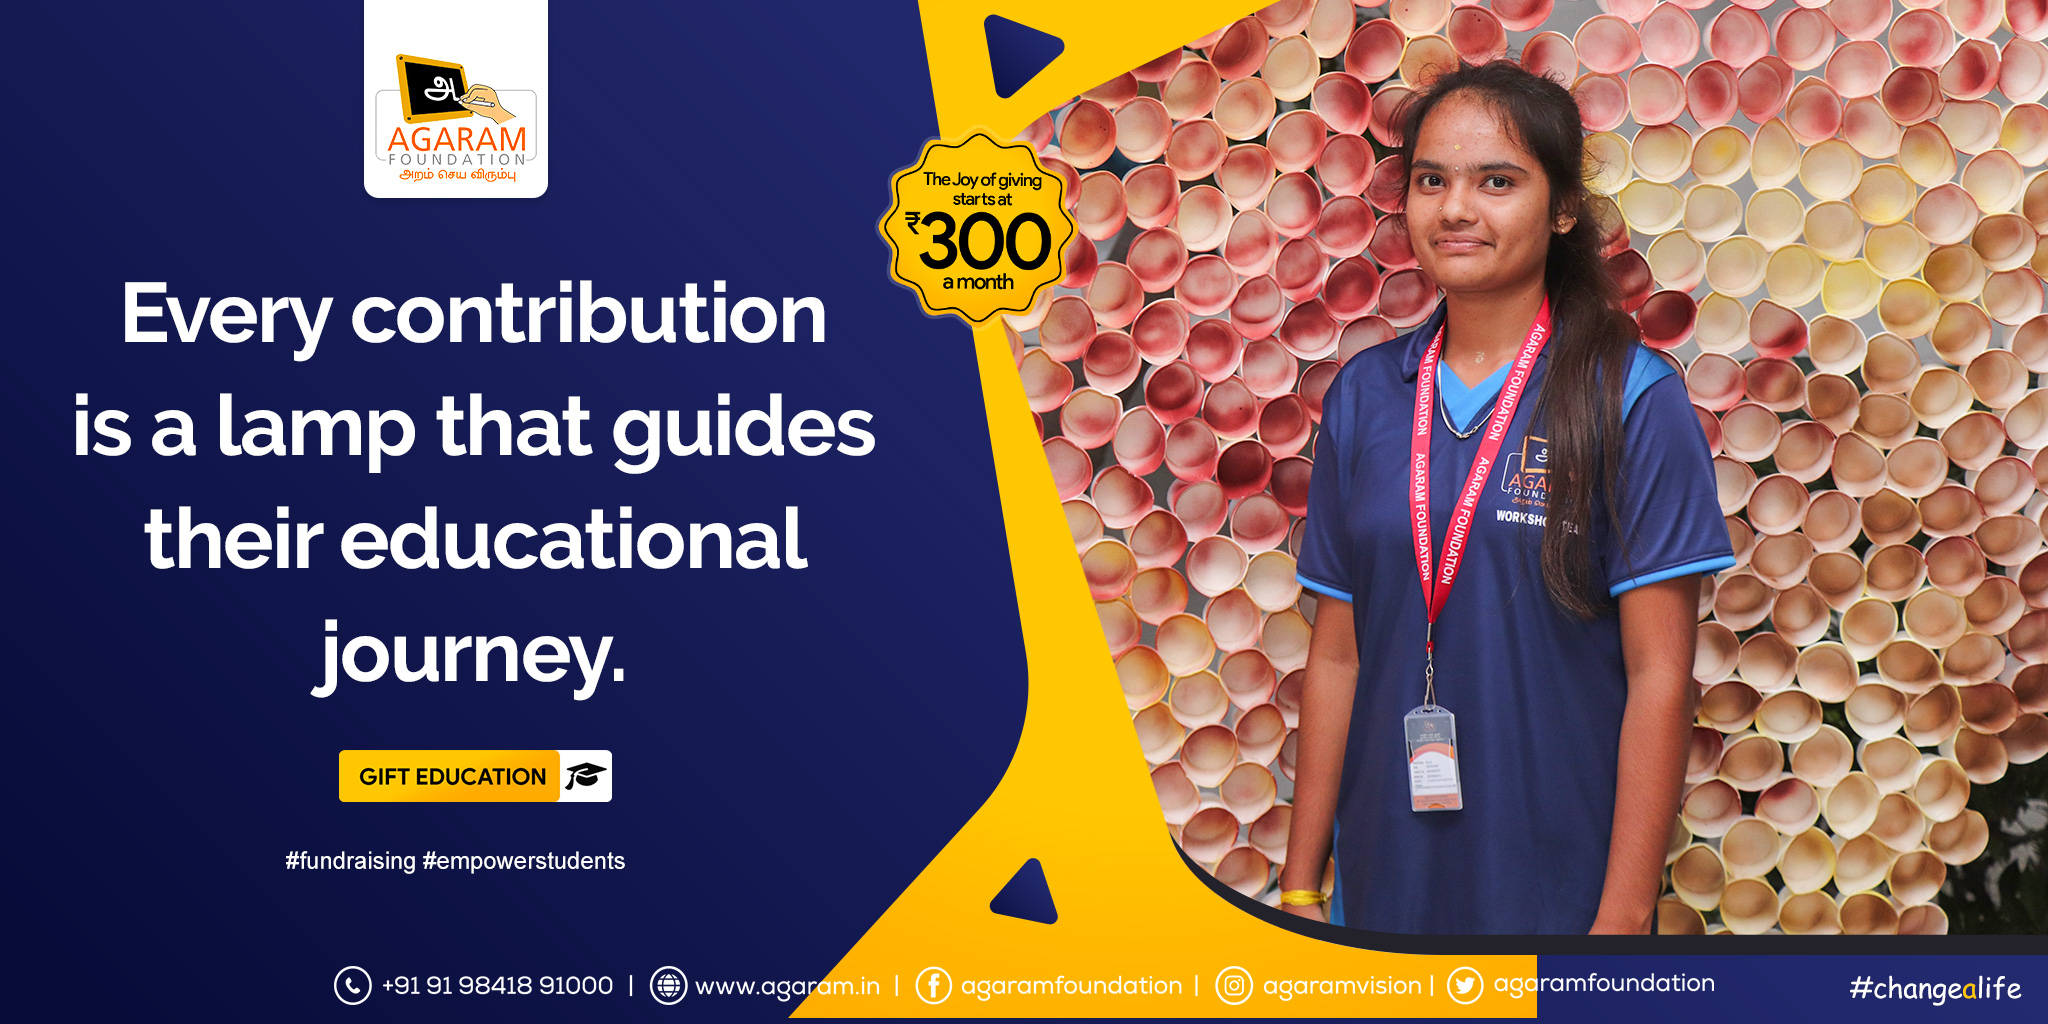 அ
AGARAM
FOUNDATION
அறம் செய விரும்பு
The Joy of giving
starts at
₹300
a month
Every contribution
is a lamp that guides
their educational
journey.
GIFT EDUCATION
#fundraising #empowerstudents
AGARAM FOUNDATION
AGARAM FOUNDATION
AGARAM FOUNDATION
AGARAM FOUNDATION
WORKSHO
+91 91 98418 91000 | www.agaram.in | agaramfoundation | agaramvision | agaramfoundation
#changealife